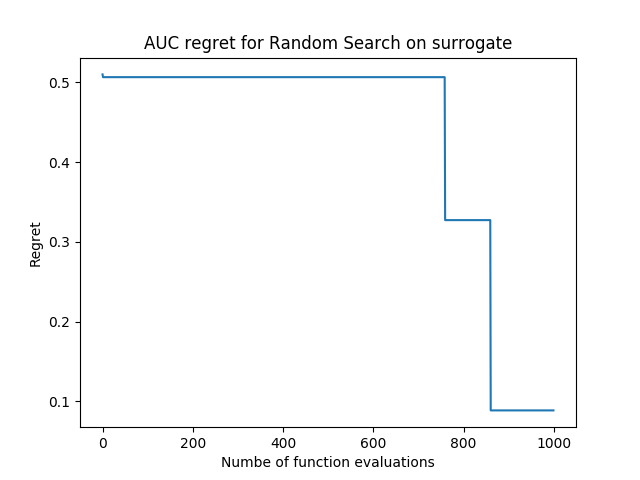 AUC regret for Random Search on surrogate
0.5
0.4
0.3
0.2
0.1
Regret
0 200 400 600 800 1000
Numbe of function evaluations